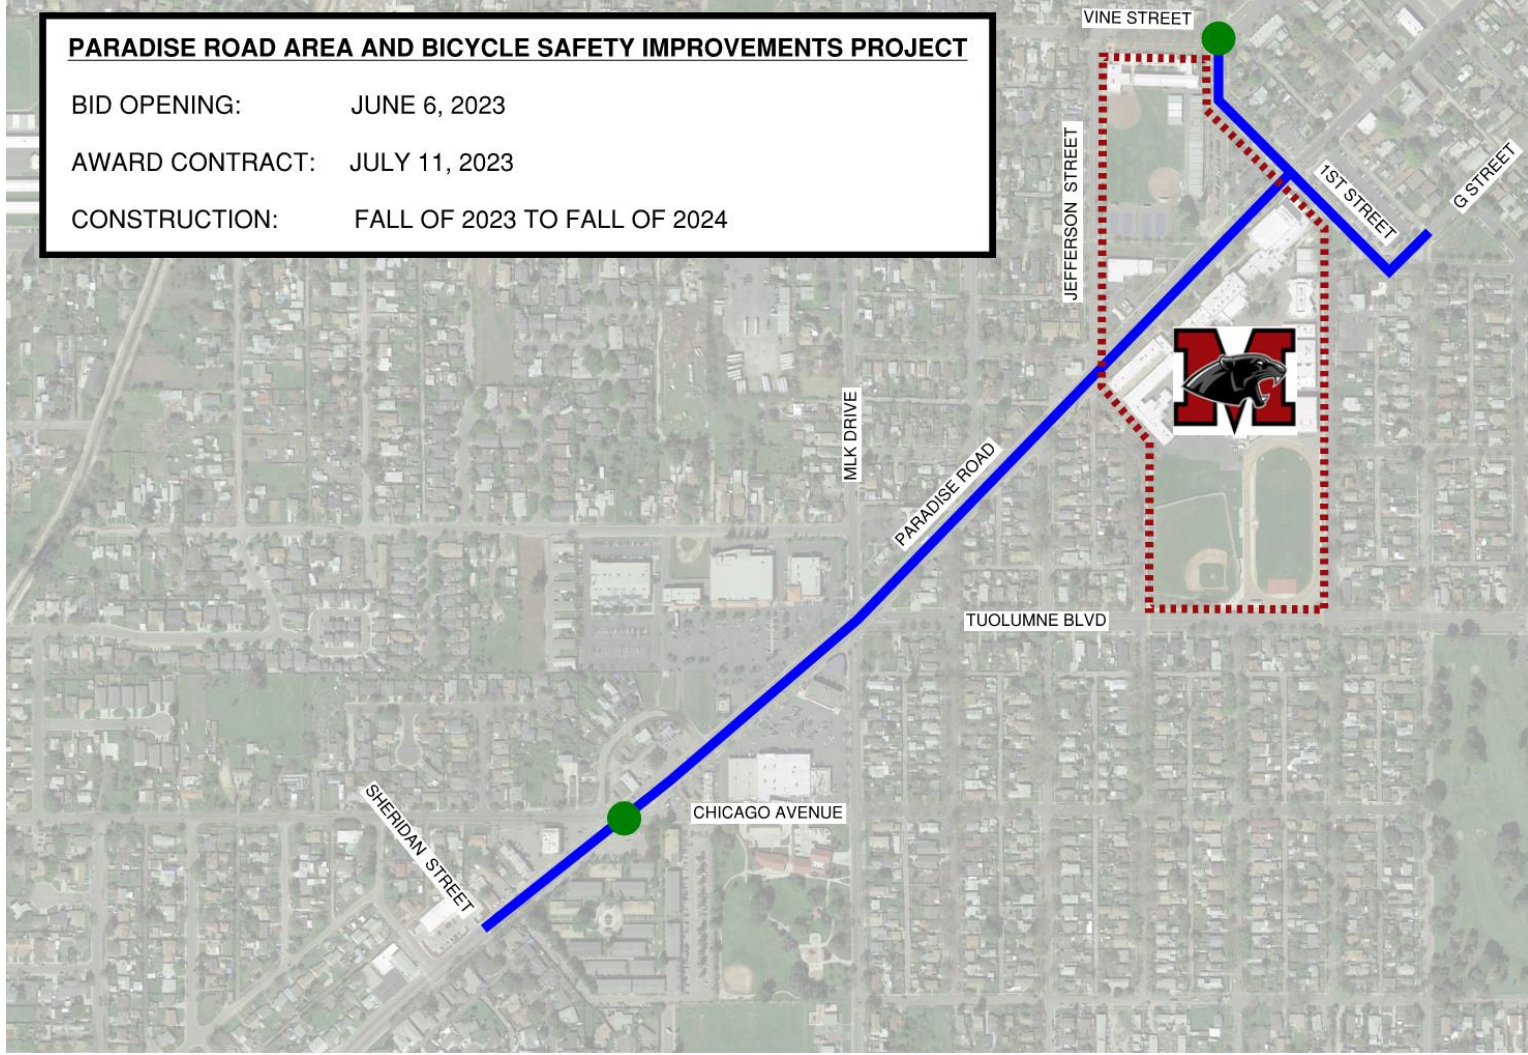 PARADISE ROAD AREA AND BICYCLE SAFETY IMPROVEMENTS PROJECT
BID OPENING: JUNE 6, 2023
AWARD CONTRACT: JULY 11, 2023
CONSTRUCTION: FALL OF 2023 TO FALL OF 2024
VINE STREET
JEFFERSON STREET
1ST STREET
G STREET
M
MLK DRIVE
PARADISE ROAD
TUOLUMNE BLVD
SHERIDAN STREET
CHICAGO AVENUE